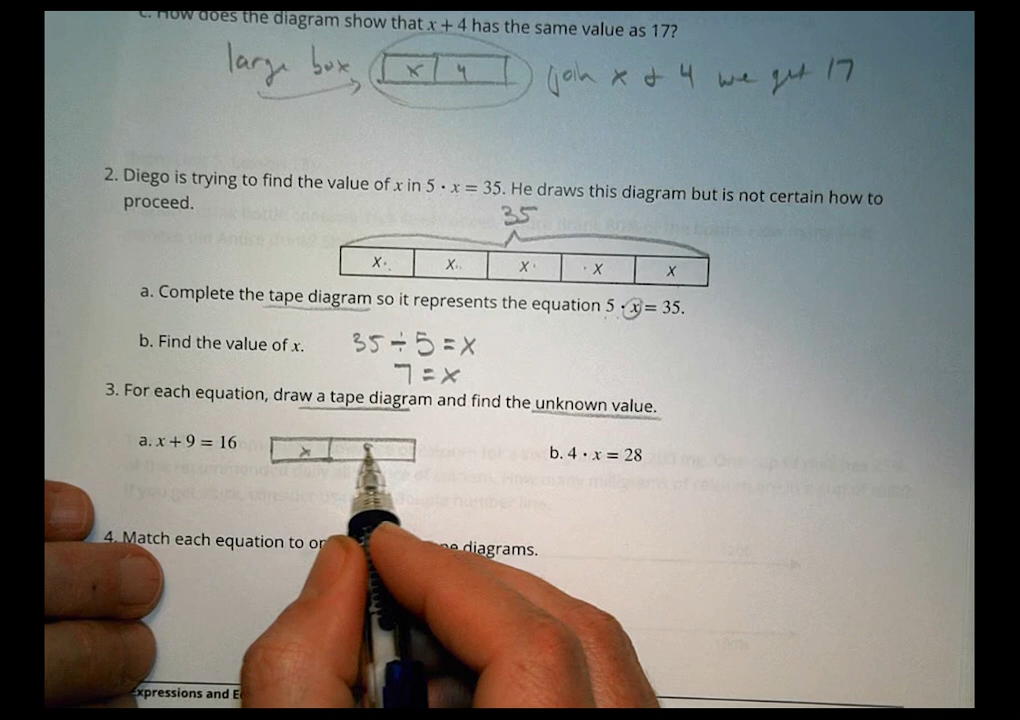 c. How does the diagram show that x + 4 has the same value as 17?
large box x 4 join x & 4 we get 17
2. Diego is trying to find the value of x in 5 · x = 35. He draws this diagram but is not certain how to
proceed.
35
x x x x x
a. Complete the tape diagram so it represents the equation 5 · x = 35.
b. Find the value of x. 35 ÷ 5 = x
7 = x
3. For each equation, draw a tape diagram and find the unknown value.
a. x + 9 = 16 x b. 4 · x = 28
4. Match each equation to diagrams.
xpressions and E